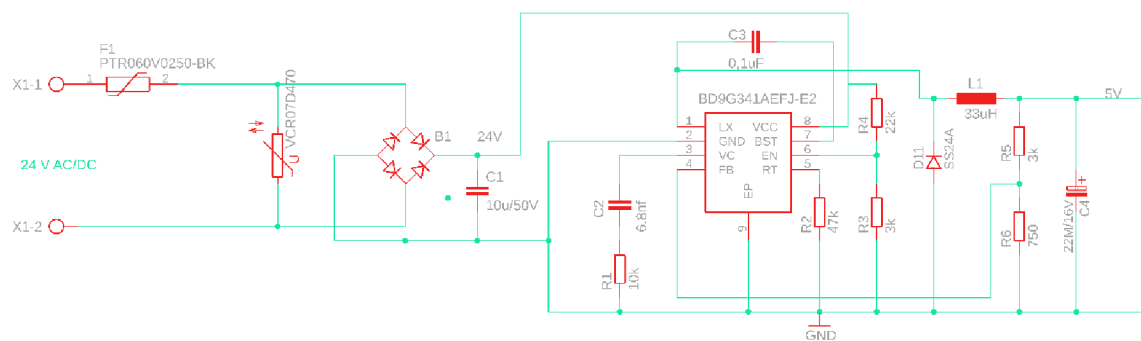 F1
PTR060V0250-BK
X1-1
1
2
VCR07D470
24 V AC/DC
X1-2
B1
24V
C1
10u/50V
C2
6.8nf
R1
10k
C3
0,1uF
BD9G341AEFJ-E2
1
LX
VCC
8
2
GND
BST
7
3
VC
EN
6
4
FB
RT
5
EP
9
R2
47k
R4
22k
R3
3k
GND
D11
SS24A
L1
33uH
R5
3k
R6
750
+
C4
22M/16V
5V